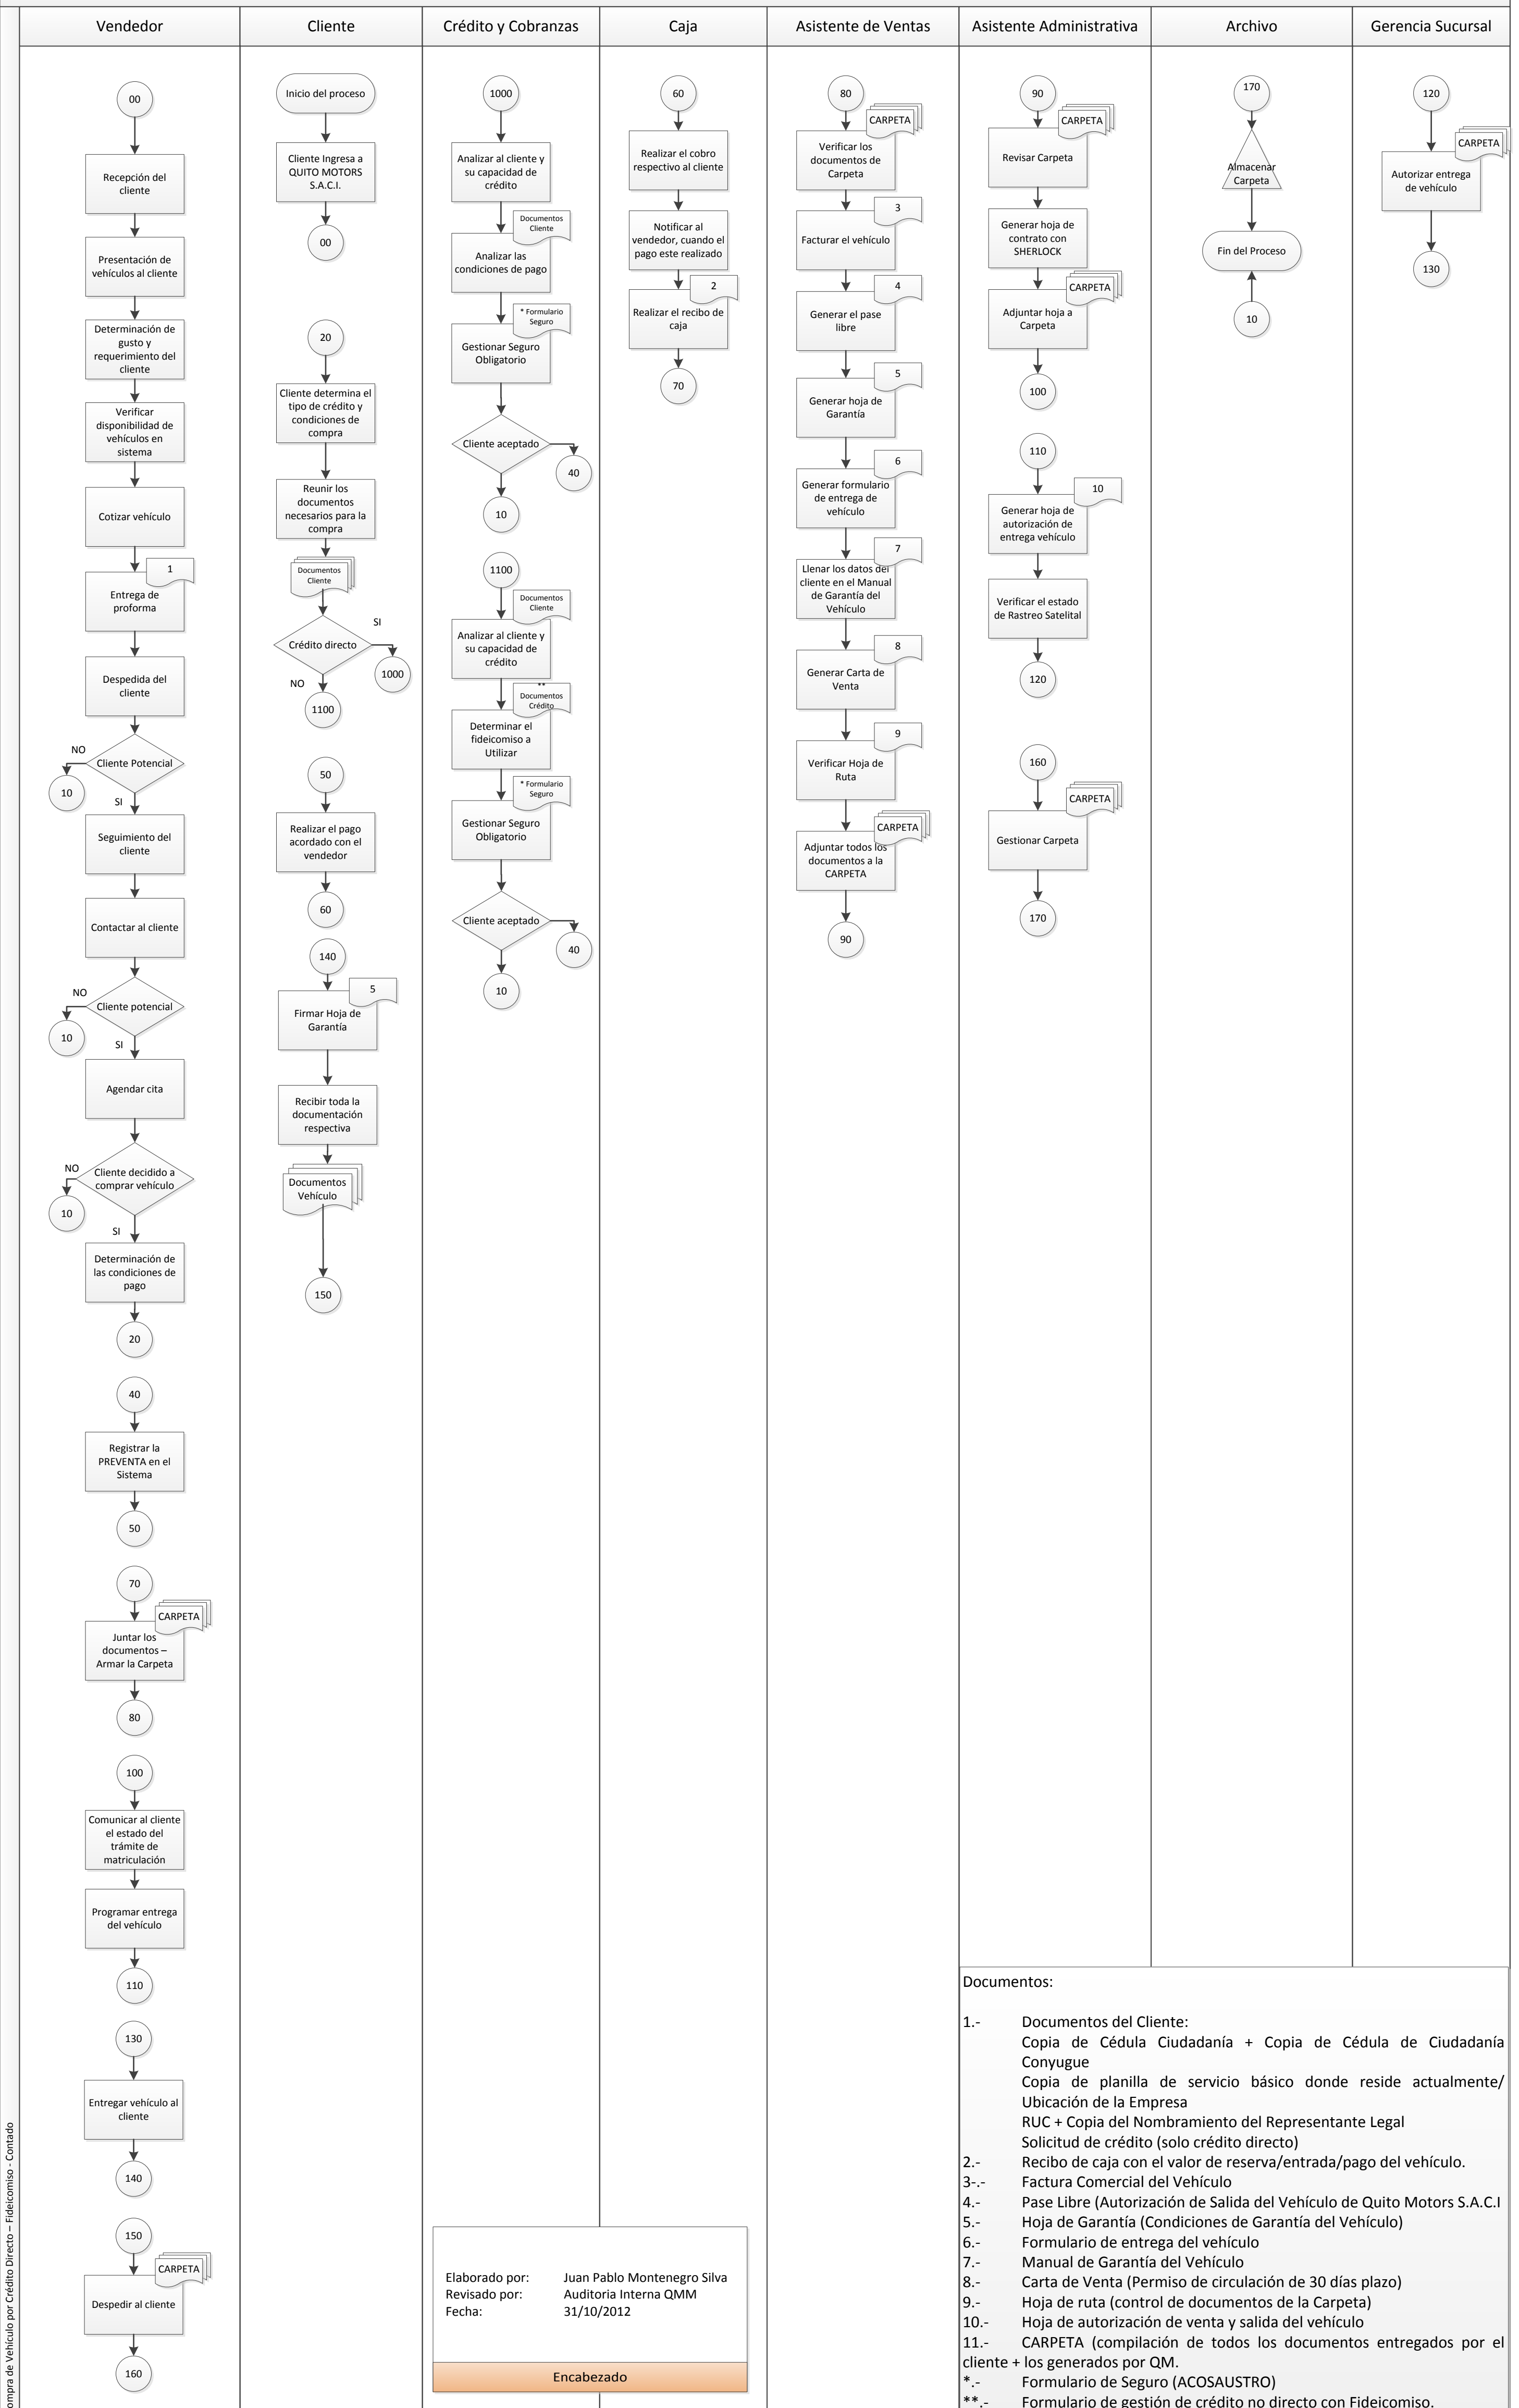 Vendedor
Cliente
Crédito y Cobranzas
Caja
Asistente de Ventas
Asistente Administrativa
Archivo
Gerencia Sucursal
00
Recepción del
cliente
Presentación de
vehículos al cliente
Determinación de
gusto y
requerimiento del
cliente
Verificar
disponibilidad de
vehículos en
sistema
Cotizar vehículo
1
Entrega de
proforma
Despedida del
cliente
Cliente Potencial
NO
10
SI
Seguimiento del
cliente
Contactar al cliente
Cliente potencial
NO
10
SI
Agendar cita
Cliente decidido a
comprar vehículo
NO
10
SI
Determinación de
las condiciones de
pago
20
40
Registrar la
PREVENTA en el
Sistema
50
70
CARPETA
Juntar los
documentos –
Armar la Carpeta
80
100
Comunicar al cliente
el estado del
trámite de
matriculación
Programar entrega
del vehículo
110
130
Entregar vehículo al
cliente
140
150
CARPETA
Despedir al cliente
160
Inicio del proceso
Cliente Ingresa a
QUITO MOTORS
S.A.C.I.
00
20
Cliente determina el
tipo de crédito y
condiciones de
compra
Reunir los
documentos
necesarios para la
compra
Documentos
Cliente
Crédito directo
SI
1000
NO
1100
50
Realizar el pago
acordado con el
vendedor
60
140
5
Firmar Hoja de
Garantía
Recibir toda la
documentación
respectiva
Documentos
Vehículo
150
1000
Analizar al cliente y
su capacidad de
crédito
Documentos
Cliente
Analizar las
condiciones de pago
* Formulario
Seguro
Gestionar Seguro
Obligatorio
Cliente aceptado
40
10
1100
Documentos
Cliente
Analizar al cliente y
su capacidad de
crédito
**
Documentos
Crédito
Determinar el
fideicomiso a
Utilizar
* Formulario
Seguro
Gestionar Seguro
Obligatorio
Cliente aceptado
40
10
60
Realizar el cobro
respectivo al cliente
Notificar al
vendedor, cuando el
pago este realizado
2
Realizar el recibo de
caja
70
80
CARPETA
Verificar los
documentos de
Carpeta
3
Facturar el vehículo
4
Generar el pase
libre
5
Generar hoja de
Garantía
6
Generar formulario
de entrega de
vehículo
7
Llenar los datos del
cliente en el Manual
de Garantía del
Vehículo
8
Generar Carta de
Venta
9
Verificar Hoja de
Ruta
CARPETA
Adjuntar todos los
documentos a la
CARPETA
90
90
CARPETA
Revisar Carpeta
Generar hoja de
contrato con
SHERLOCK
CARPETA
Adjuntar hoja a
Carpeta
100
110
10
Generar hoja de
autorización de
entrega vehículo
Verificar el estado
de Rastreo Satelital
120
160
CARPETA
Gestionar Carpeta
170
170
Almacenar
Carpeta
Fin del Proceso
10
120
CARPETA
Autorizar entrega
de vehículo
130
ompra de Vehículo por Crédito Directo – Fideicomiso - Contado
Elaborado por: Juan Pablo Montenegro Silva
Revisado por: Auditoria Interna QMM
Fecha: 31/10/2012
Encabezado
Documentos:
1.- Documentos del Cliente:
Copia de Cédula Ciudadanía + Copia de Cédula de Ciudadanía
Conyugue
Copia de planilla de servicio básico donde reside actualmente/
Ubicación de la Empresa
RUC + Copia del Nombramiento del Representante Legal
Solicitud de crédito (solo crédito directo)
2.- Recibo de caja con el valor de reserva/entrada/pago del vehículo.
3-.- Factura Comercial del Vehículo
4.- Pase Libre (Autorización de Salida del Vehículo de Quito Motors S.A.C.I
5.- Hoja de Garantía (Condiciones de Garantía del Vehículo)
6.- Formulario de entrega del vehículo
7.- Manual de Garantía del Vehículo
8.- Carta de Venta (Permiso de circulación de 30 días plazo)
9.- Hoja de ruta (control de documentos de la Carpeta)
10.- Hoja de autorización de venta y salida del vehículo
11.- CARPETA (compilación de todos los documentos entregados por el
cliente + los generados por QM.
*.- Formulario de Seguro (ACOSAUSTRO)
**.- Formulario de gestión de crédito no directo con Fideicomiso.